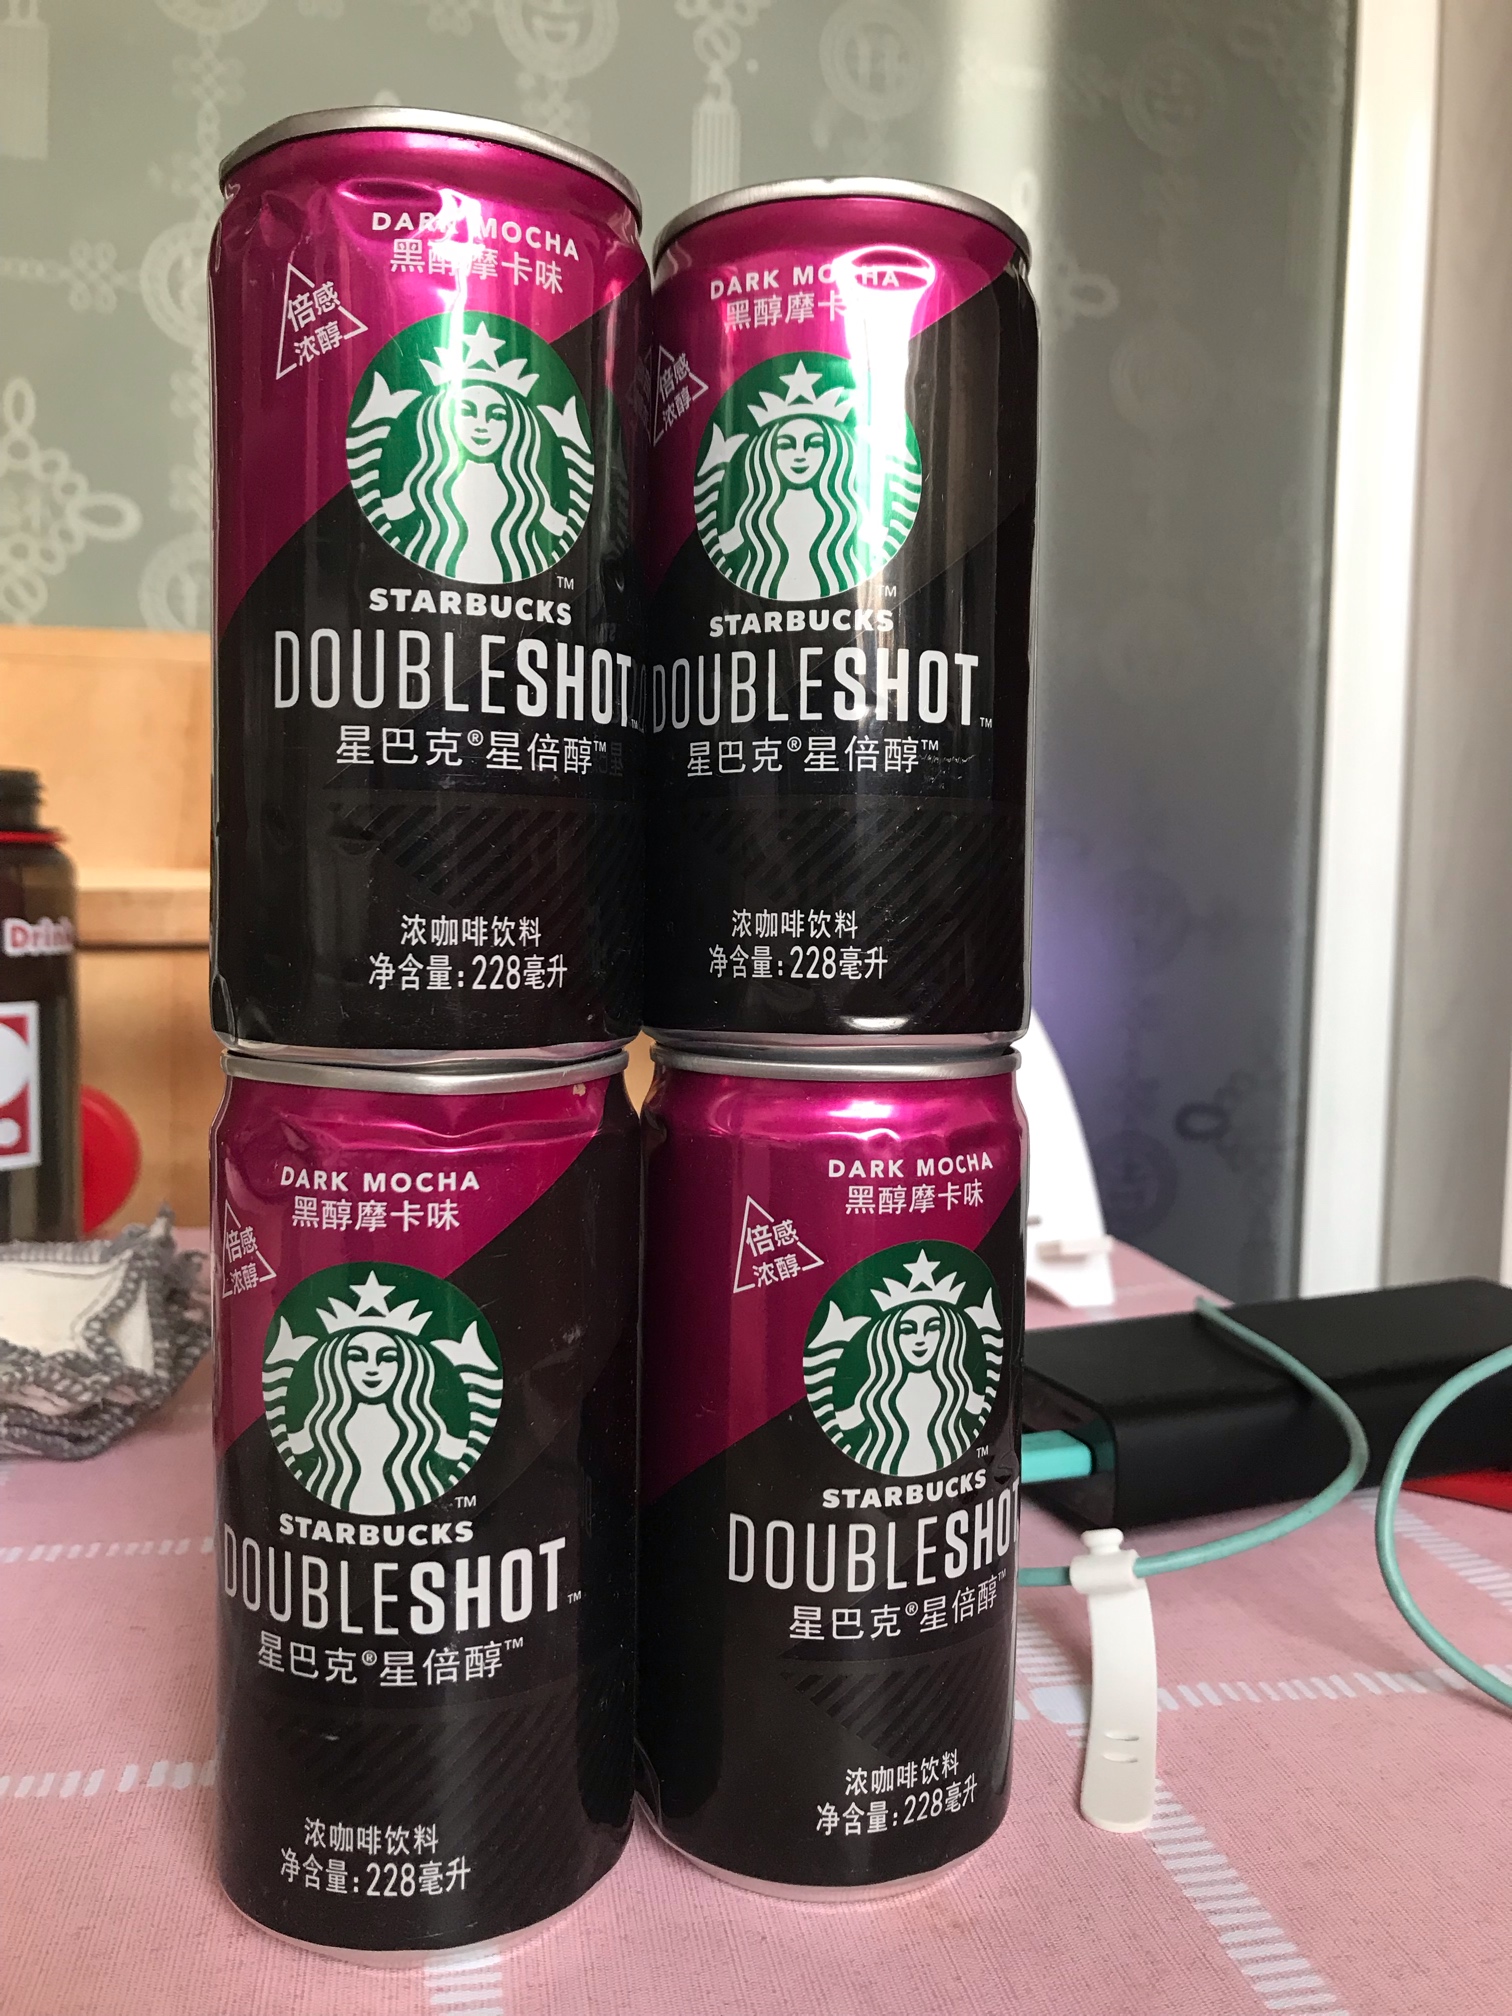 DARK MOCHA
黑醇摩卡味
倍感
浓醇
STARBUCKS
DOUBLESHOT™
星巴克®星倍醇™
浓咖啡饮料
净含量:228毫升
DARK MOCHA
黑醇摩卡
倍感
浓醇
STARBUCKS
DOUBLESHOT™
星巴克®星倍醇™
浓咖啡饮料
净含量:228毫升
Drink
DARK MOCHA
黑醇摩卡味
倍感
浓醇
™
STARBUCKS
DOUBLESHOT™
星巴克®星倍醇™
浓咖啡饮料
净含量:228毫升
DARK MOCHA
黑醇摩卡味
倍感
浓醇
™
STARBUCKS
DOUBLESHOT
星巴克®星倍醇™
浓咖啡饮料
净含量:228毫升